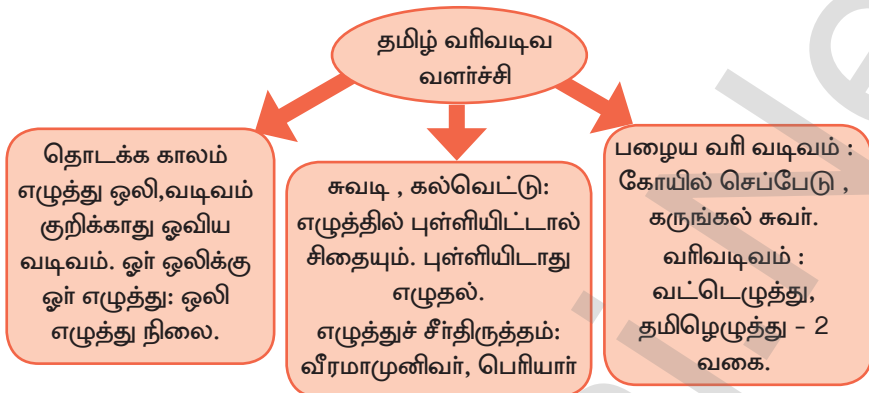 தமிழ் வரிவடிவ
வளர்ச்சி
தொடக்க காலம்
எழுத்து ஒலி,வடிவம்
குறிக்காது ஓவிய
வடிவம். ஓர் ஒலிக்கு
ஓர் எழுத்து: ஒலி
எழுத்து நிலை.
சுவடி , கல்வெட்டு:
எழுத்தில் புள்ளியிட்டால்
சிதையும். புள்ளியிடாது
எழுதல்.
எழுத்துச் சீர்திருத்தம்:
வீரமாமுனிவர், பெரியார்
பழைய வரி வடிவம் :
கோயில் செப்பேடு ,
கருங்கல் சுவர்.
வரிவடிவம் :
வட்டெழுத்து,
தமிழெழுத்து - 2
வகை.